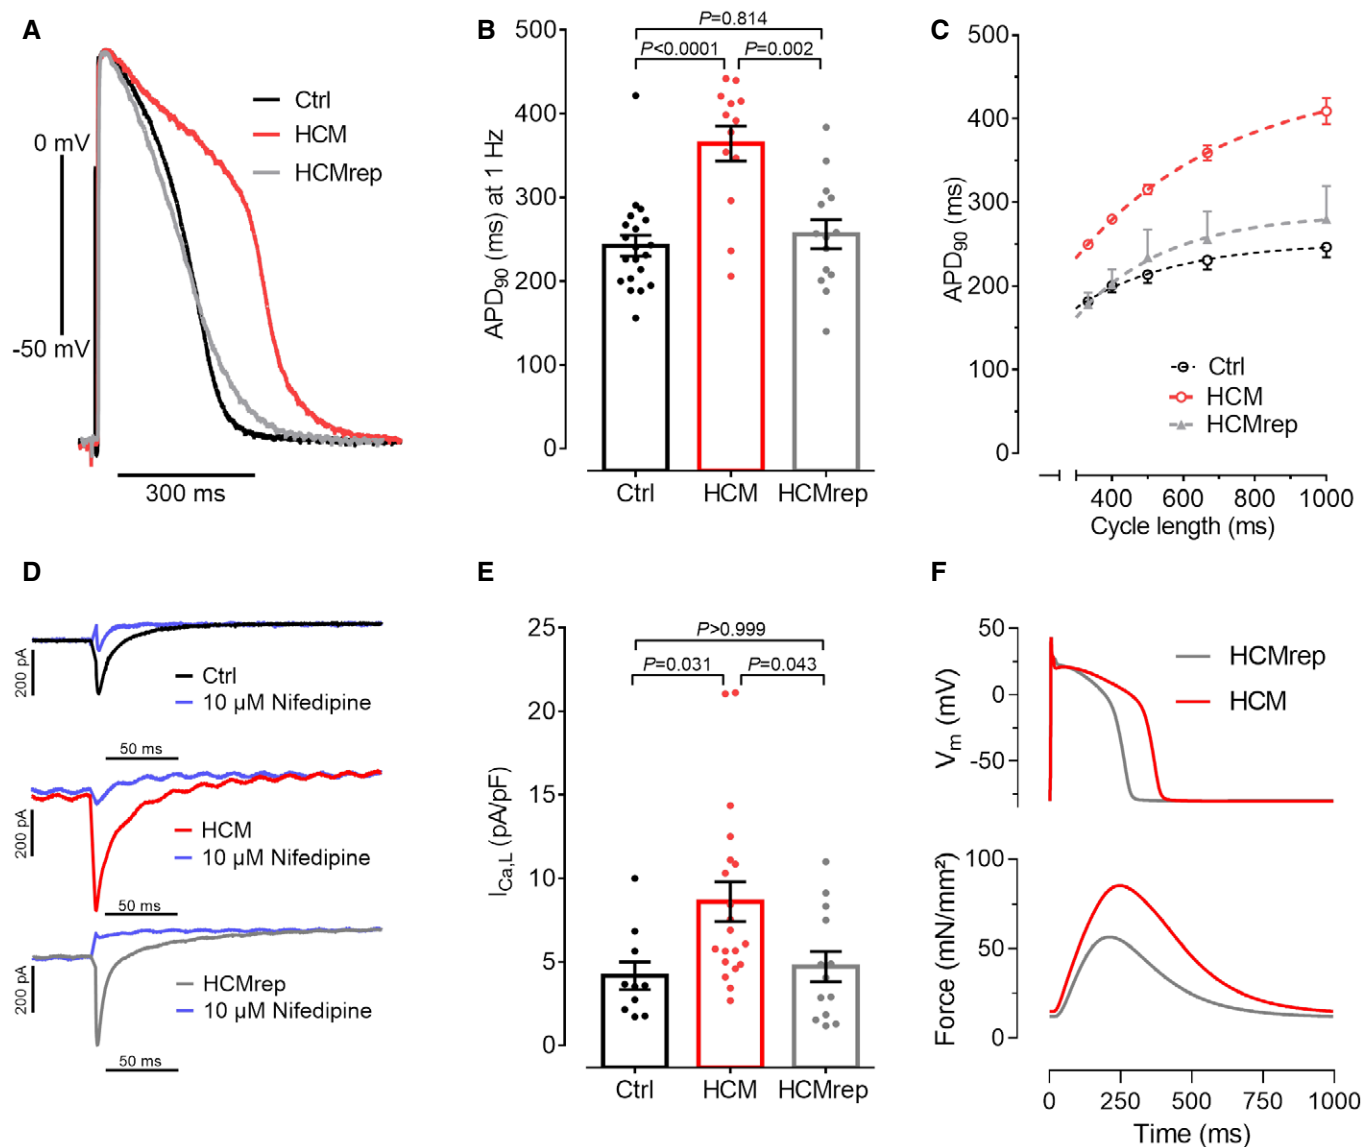 A
Ctrl
HCM
HCMrep
0 mV
-50 mV
300 ms
B
P=0.814
P<0.0001
P=0.002
APD90 (ms) at 1 Hz
500
400
300
200
100
0
Ctrl
HCM
HCMrep
C
APD90 (ms)
500
400
300
200
100
0
Ctrl
HCM
HCMrep
400
600
800
1000
Cycle length (ms)
D
200 pA
Ctrl
10 µM Nifedipine
50 ms
200 pA
HCM
10 µM Nifedipine
50 ms
200 pA
HCMrep
10 µM Nifedipine
50 ms
E
P>0.999
P=0.031
P=0.043
ICa,L (pA/pF)
25
20
15
10
5
0
Ctrl
HCM
HCMrep
F
Vm (mV)
50
0
-50
HCMrep
HCM
Force (mN/mm²)
100
50
0
0
250
500
750
1000
Time (ms)